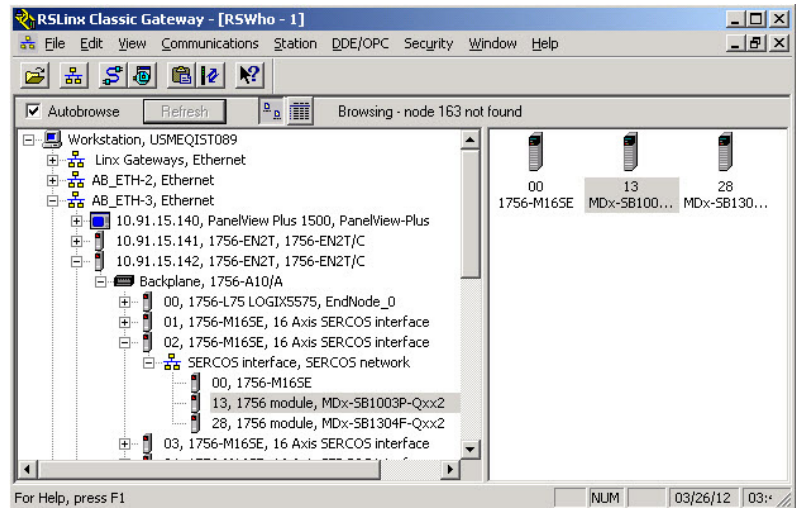 RSLinx Classic Gateway - [RSWho - 1]
File Edit View Communications Station DDE/OPC Security Window Help
Autobrowse Refresh Browsing - node 163 not found
Workstation, USMEQIST089
Linx Gateways, Ethernet
AB_ETH-2, Ethernet
AB_ETH-3, Ethernet
10.91.15.140, PanelView Plus 1500, PanelView-Plus
10.91.15.141, 1756-EN2T, 1756-EN2T/C
10.91.15.142, 1756-EN2T, 1756-EN2T/C
Backplane, 1756-A10/A
00, 1756-L75 LOGIX5575, EndNode_0
01, 1756-M16SE, 16 Axis SERCOS interface
02, 1756-M16SE, 16 Axis SERCOS interface
SERCOS interface, SERCOS network
00, 1756-M16SE
13, 1756 module, MDx-SB1003P-Qxx2
28, 1756 module, MDx-SB1304F-Qxx2
03, 1756-M16SE, 16 Axis SERCOS interface
00
1756-M16SE
13
MDx-SB100...
28
MDx-SB130...
For Help, press F1 NUM 03/26/12